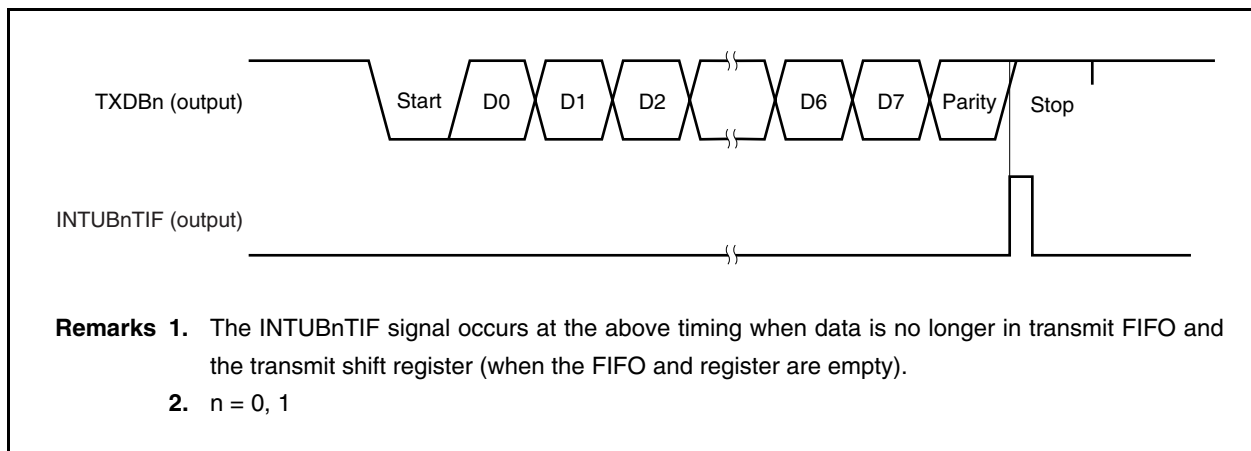 TXDBn (output)
Start D0 D1 D2 D6 D7 Parity Stop
INTUBnTIF (output)
Remarks 1. The INTUBnTIF signal occurs at the above timing when data is no longer in transmit FIFO and
the transmit shift register (when the FIFO and register are empty).
2. n = 0, 1